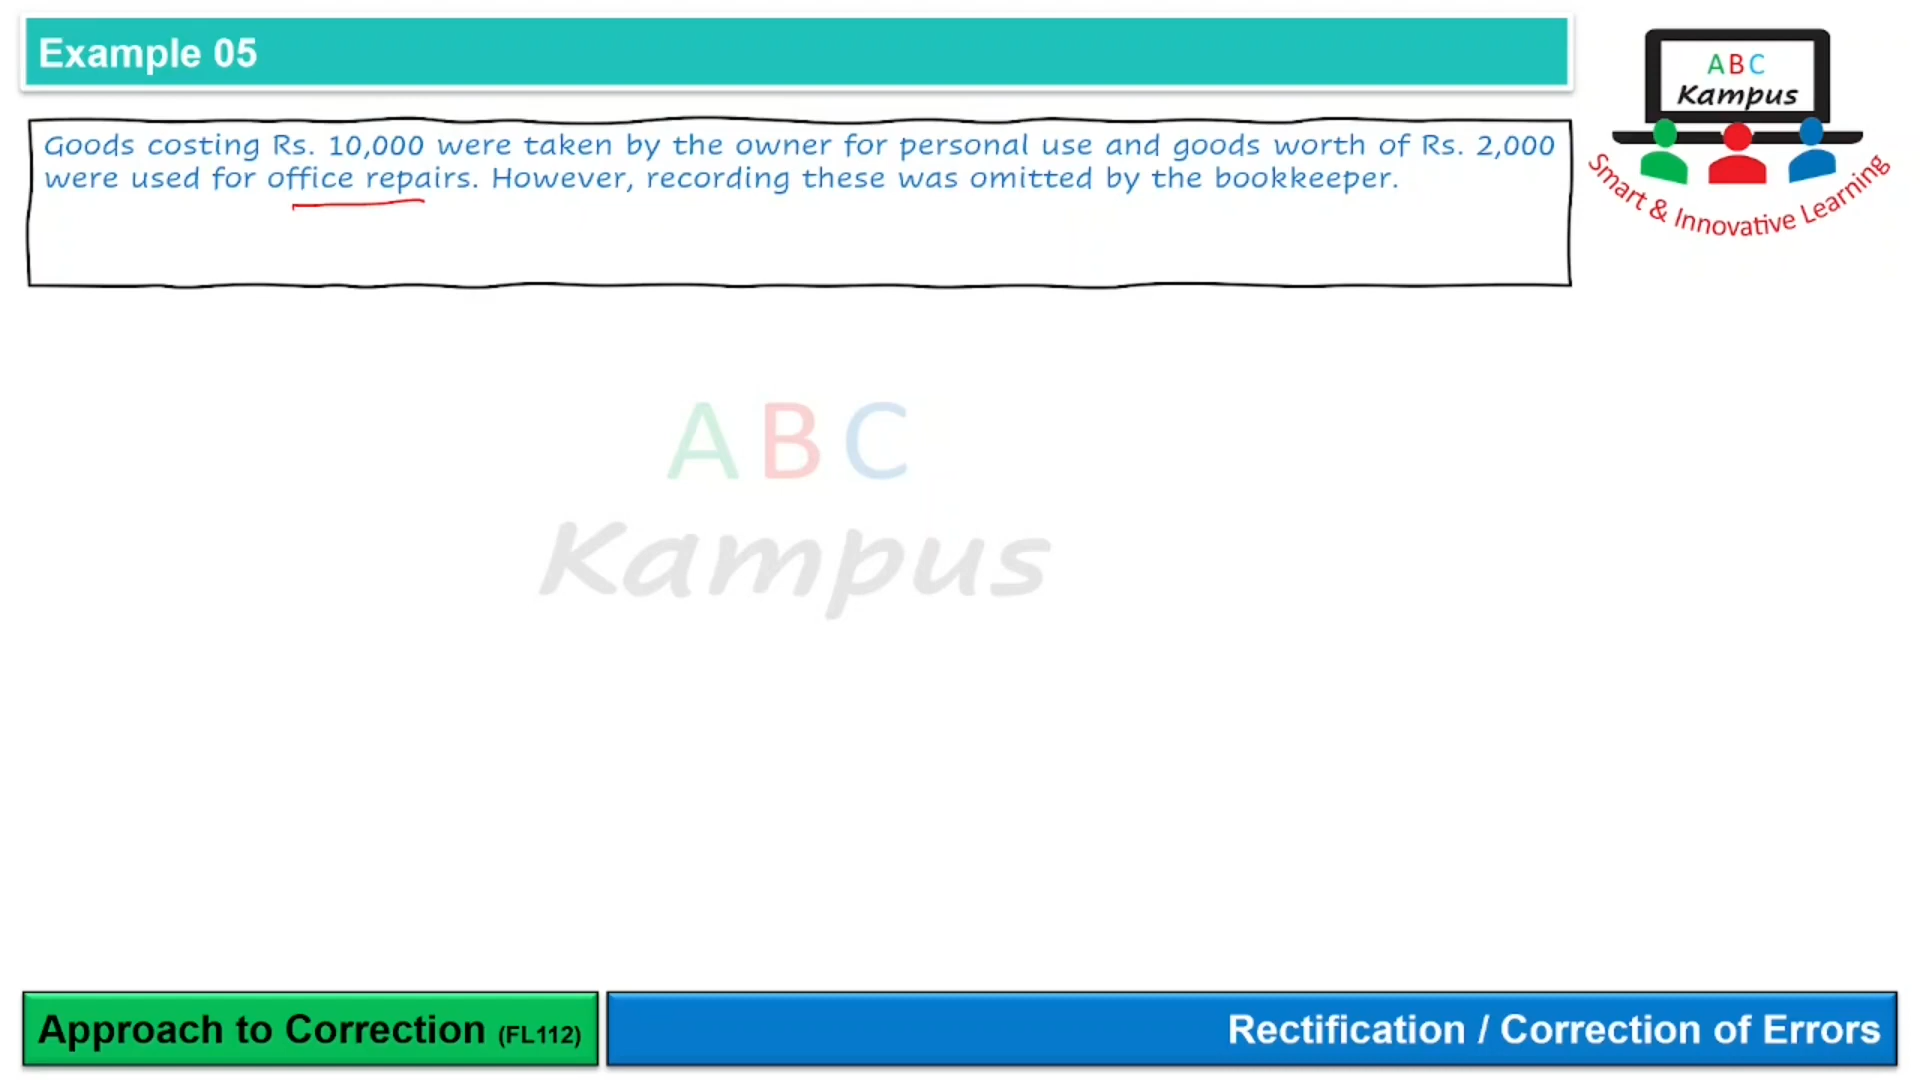 Example 05
ABC
Kampus
Smart & Innovative Learning
Goods costing Rs. 10,000 were taken by the owner for personal use and goods worth of Rs. 2,000
were used for office repairs. However, recording these was omitted by the bookkeeper.
ABC
Kampus
Approach to Correction (FL112)
Rectification / Correction of Errors